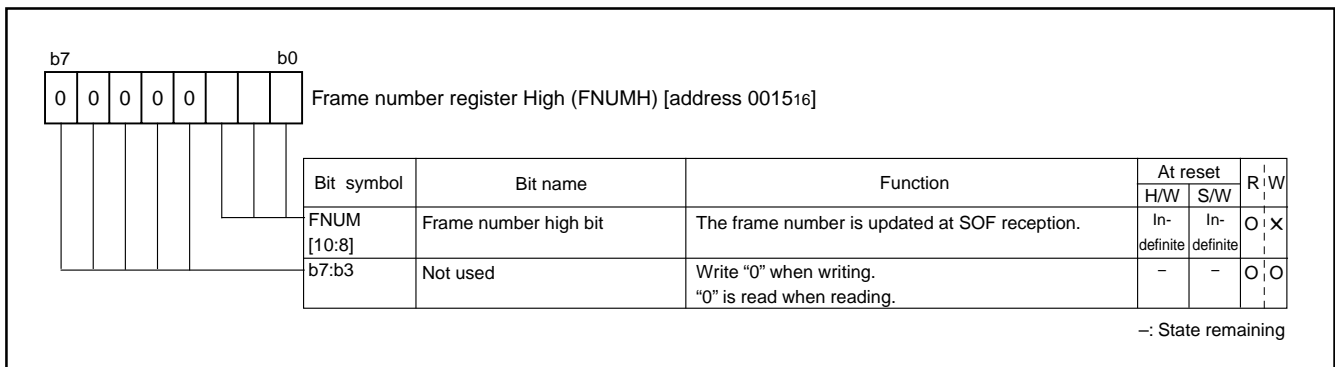 b7 b0
0 0 0 0 0
Frame number register High (FNUMH) [address 001516]
Bit symbol Bit name Function At reset R W
H/W S/W
FNUM [10:8] Frame number high bit The frame number is updated at SOF reception. In-definite In-definite O X
b7:b3 Not used Write “0” when writing. – – O O
“0” is read when reading.
–: State remaining